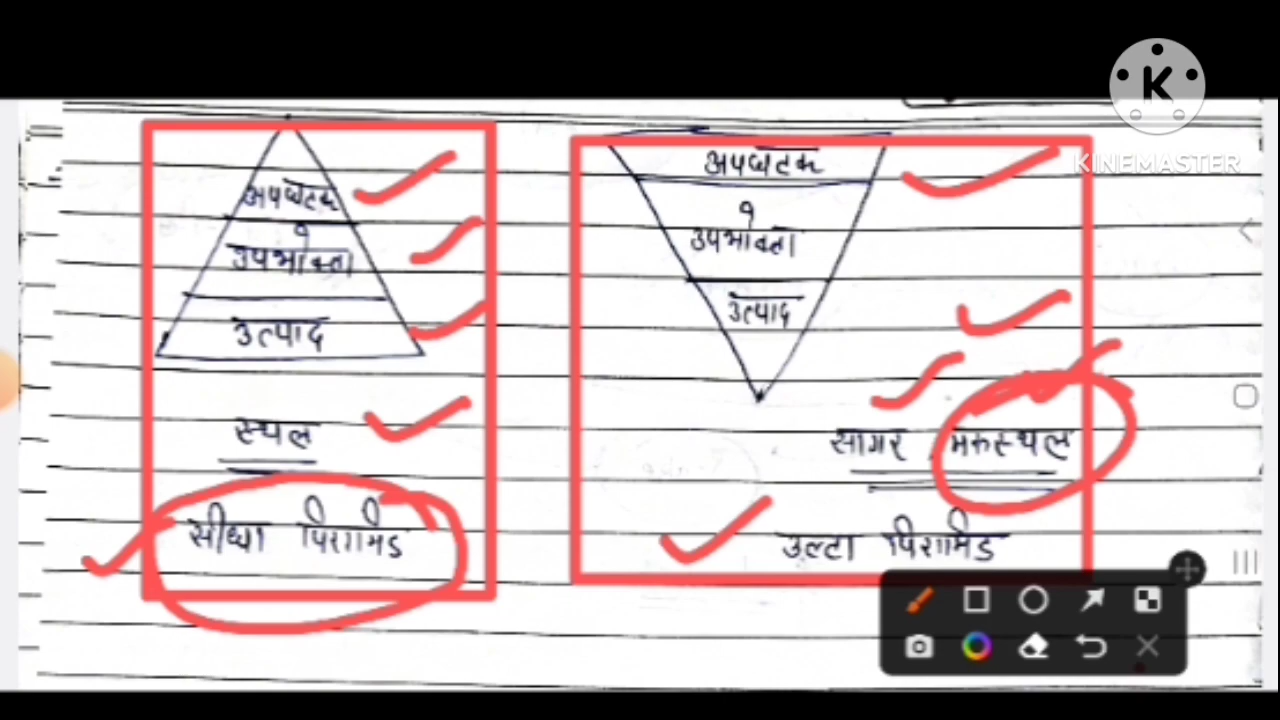 K
KINEMASTER
अपघटक
उपभोक्ता
उत्पाद
स्थल
सीधा पिरामिड
अपघटक
उपभोक्ता
उत्पाद
सागर, मरुस्थल
उल्टा पिरामिड